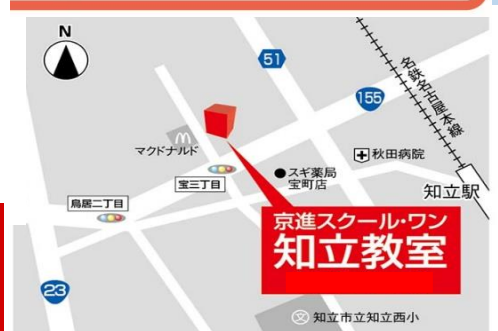 N
51
155
名鉄名古屋本線
マクドナルド
秋田病院
宝三丁目
スギ薬局
宝町店
知立駅
鳥居二丁目
京進スクール・ワン
知立教室
23
文 知立市立知立西小